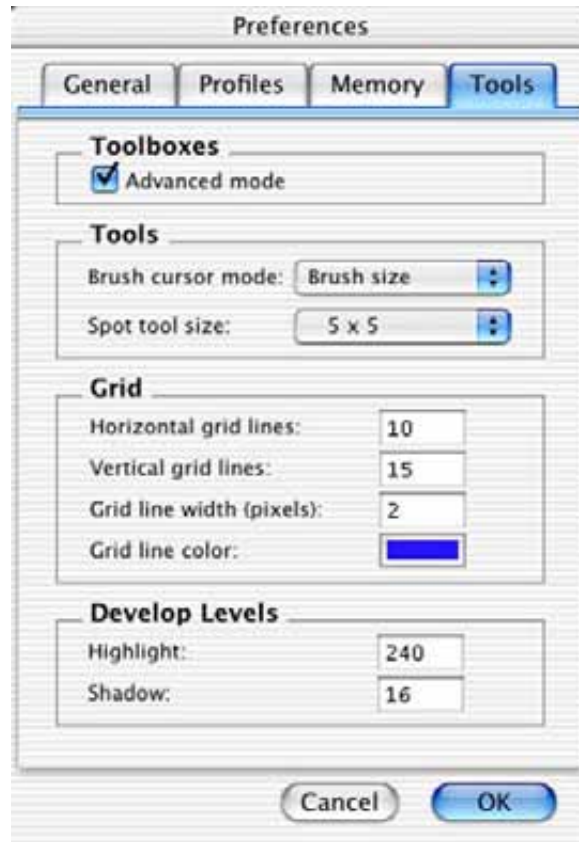 Preferences
General Profiles Memory Tools
Toolboxes
Advanced mode
Tools
Brush cursor mode: Brush size
Spot tool size: 5 x 5
Grid
Horizontal grid lines: 10
Vertical grid lines: 15
Grid line width (pixels): 2
Grid line color:
Develop Levels
Highlight: 240
Shadow: 16
Cancel OK